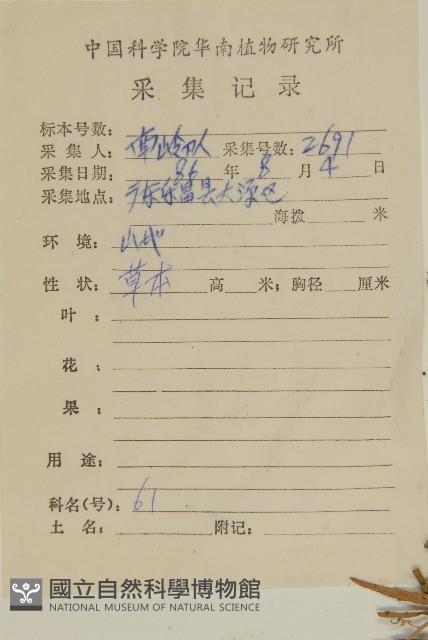 中国科学院华南植物研究所
采集记录
标本号数:
采集人: 南岭队 采集号数: 2691
采集日期: 86 年 8 月 4 日
采集地点: 广东乐昌县大源
海拨 米
环境: 山地
性状: 草本 高 米; 胸径 厘米
叶:
花:
果:
用途:
科名(号): 61
土名: 附记:
國立自然科學博物館
NATIONAL MUSEUM OF NATURAL SCIENCE